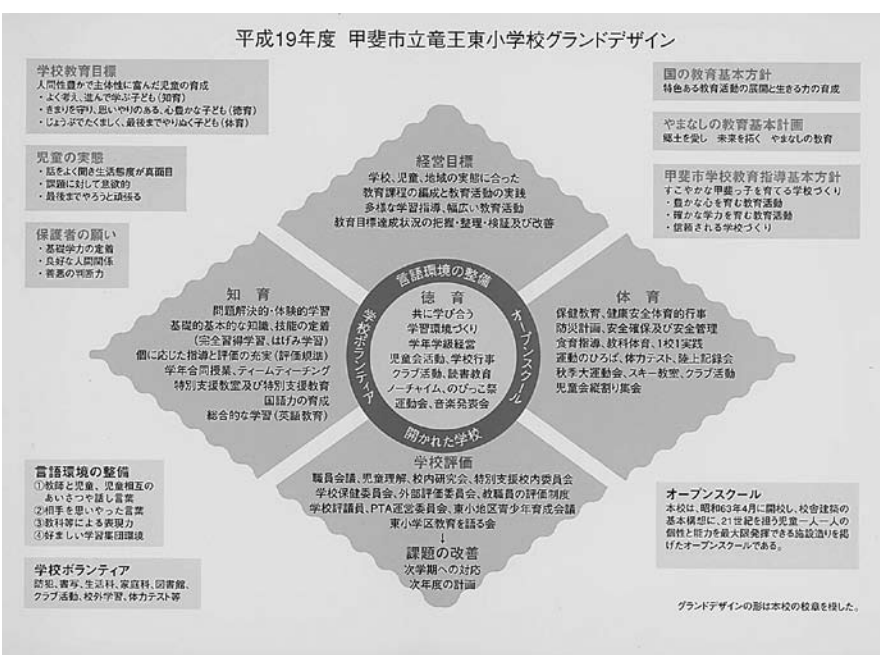 平成19年度 甲斐市立竜王東小学校グランドデザイン
学校教育目標
人間性豊かで主体性に富んだ児童の育成
・よく考え、進んで学ぶ子ども(知育)
・きまりを守り、思いやりのある、心豊かな子ども(徳育)
・じょうぶでたくましく、最後までやりぬく子ども(体育)
児童の実態
・話をよく聞き生活態度が真面目
・課題に対して意欲的
・最後までやろうと頑張る
保護者の願い
・基礎学力の定着
・良好な人間関係
・善悪の判断力
国の教育基本方針
特色ある教育活動の展開と生きる力の育成
やまなしの教育基本計画
郷土を愛し 未来を拓く やまなしの教育
甲斐市学校教育指導基本方針
すこやかな甲斐っ子を育てる学校づくり
・豊かな心を育む教育活動
・確かな学力を育む教育活動
・信頼される学校づくり
経営目標
学校、児童、地域の実態に合った
教育課程の編成と教育活動の実践
多様な学習指導、幅広い教育活動
教育目標達成状況の把握・整理・検証及び改善
知 育
問題解決的・体験的学習
基礎的基本的な知識、技能の定着
(完全習得学習、はげみ学習)
個に応じた指導と評価の充実(評価規準)
学年合同授業、ティームティーチング
特別支援教室及び特別支援教育
国語力の育成
総合的な学習(英語教育)
言語環境の整備
学校ボランティア
オープンスクール
開かれた学校
徳 育
共に学び合う
学習環境づくり
学年学級経営
児童会活動、学校行事
クラブ活動、読書教育
ノーチャイム、のびっこ祭
運動会、音楽発表会
体 育
保健教育、健康安全体育的行事
防災計画、安全確保及び安全管理
食育指導、教科体育、1校1実践
運動のひろば、体力テスト、陸上記録会
秋季大運動会、スキー教室、クラブ活動
児童会縦割り集会
学校評価
職員会議、児童理解、校内研究会、特別支援校内委員会
学校保健委員会、外部評価委員会、教職員の評価制度
学校評議員、PTA運営委員会、東小地区青少年育成会議
東小学区教育を語る会
↓
課題の改善
次学期への対応
次年度の計画
言語環境の整備
①教師と児童、児童相互の
あいさつや話し言葉
②相手を思いやった言葉
③教科等による表現力
④好ましい学習集団環境
学校ボランティア
防犯、書写、生活科、家庭科、図書館、
クラブ活動、校外学習、体力テスト等
オープンスクール
本校は、昭和63年4月に開校し、校舎建築の
基本構想に、21世紀を担う児童一人一人の
個性と能力を最大限発揮できる施設造りを掲
げたオープンスクールである。
グランドデザインの形は本校の校章を模した。